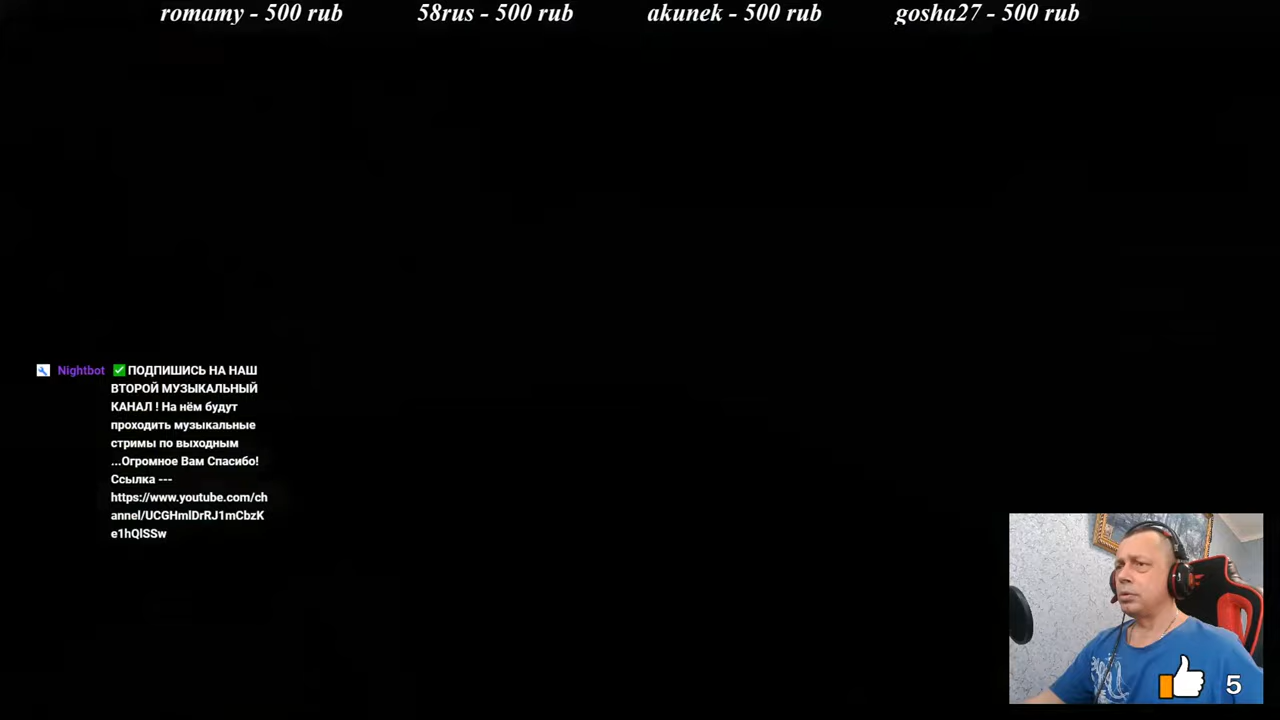 romamy - 500 rub 58rus - 500 rub akunek - 500 rub gosha27 - 500 rub
Nightbot ✅ ПОДПИШИСЬ НА НАШ
ВТОРОЙ МУЗЫКАЛЬНЫЙ
КАНАЛ ! На нём будут
проходить музыкальные
стримы по выходным
...Огромное Вам Спасибо!
Ссылка ---
https://www.youtube.com/ch
annel/UCGHmlDrRJ1mCbzK
e1hQlSSw
5